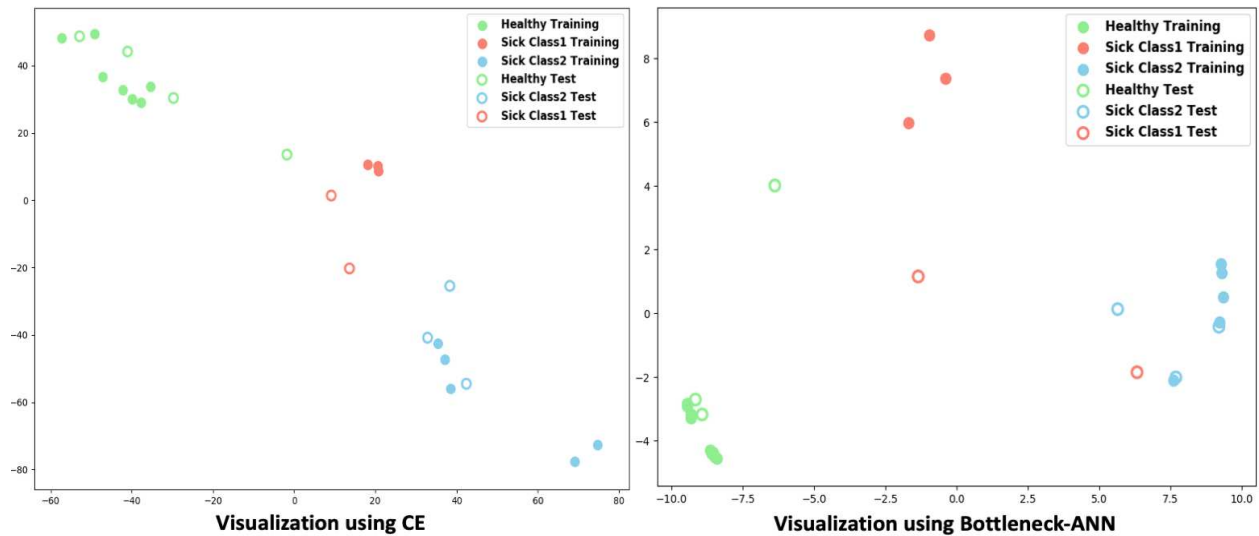 Healthy Training
Sick Class1 Training
Sick Class2 Training
Healthy Test
Sick Class2 Test
Sick Class1 Test
40
20
0
−20
−40
−60
−80
−60
−40
−20
0
20
40
60
80
Visualization using CE
Healthy Training
Sick Class1 Training
Sick Class2 Training
Healthy Test
Sick Class2 Test
Sick Class1 Test
8
6
4
2
0
−2
−4
−10.0
−7.5
−5.0
−2.5
0.0
2.5
5.0
7.5
10.0
Visualization using Bottleneck-ANN